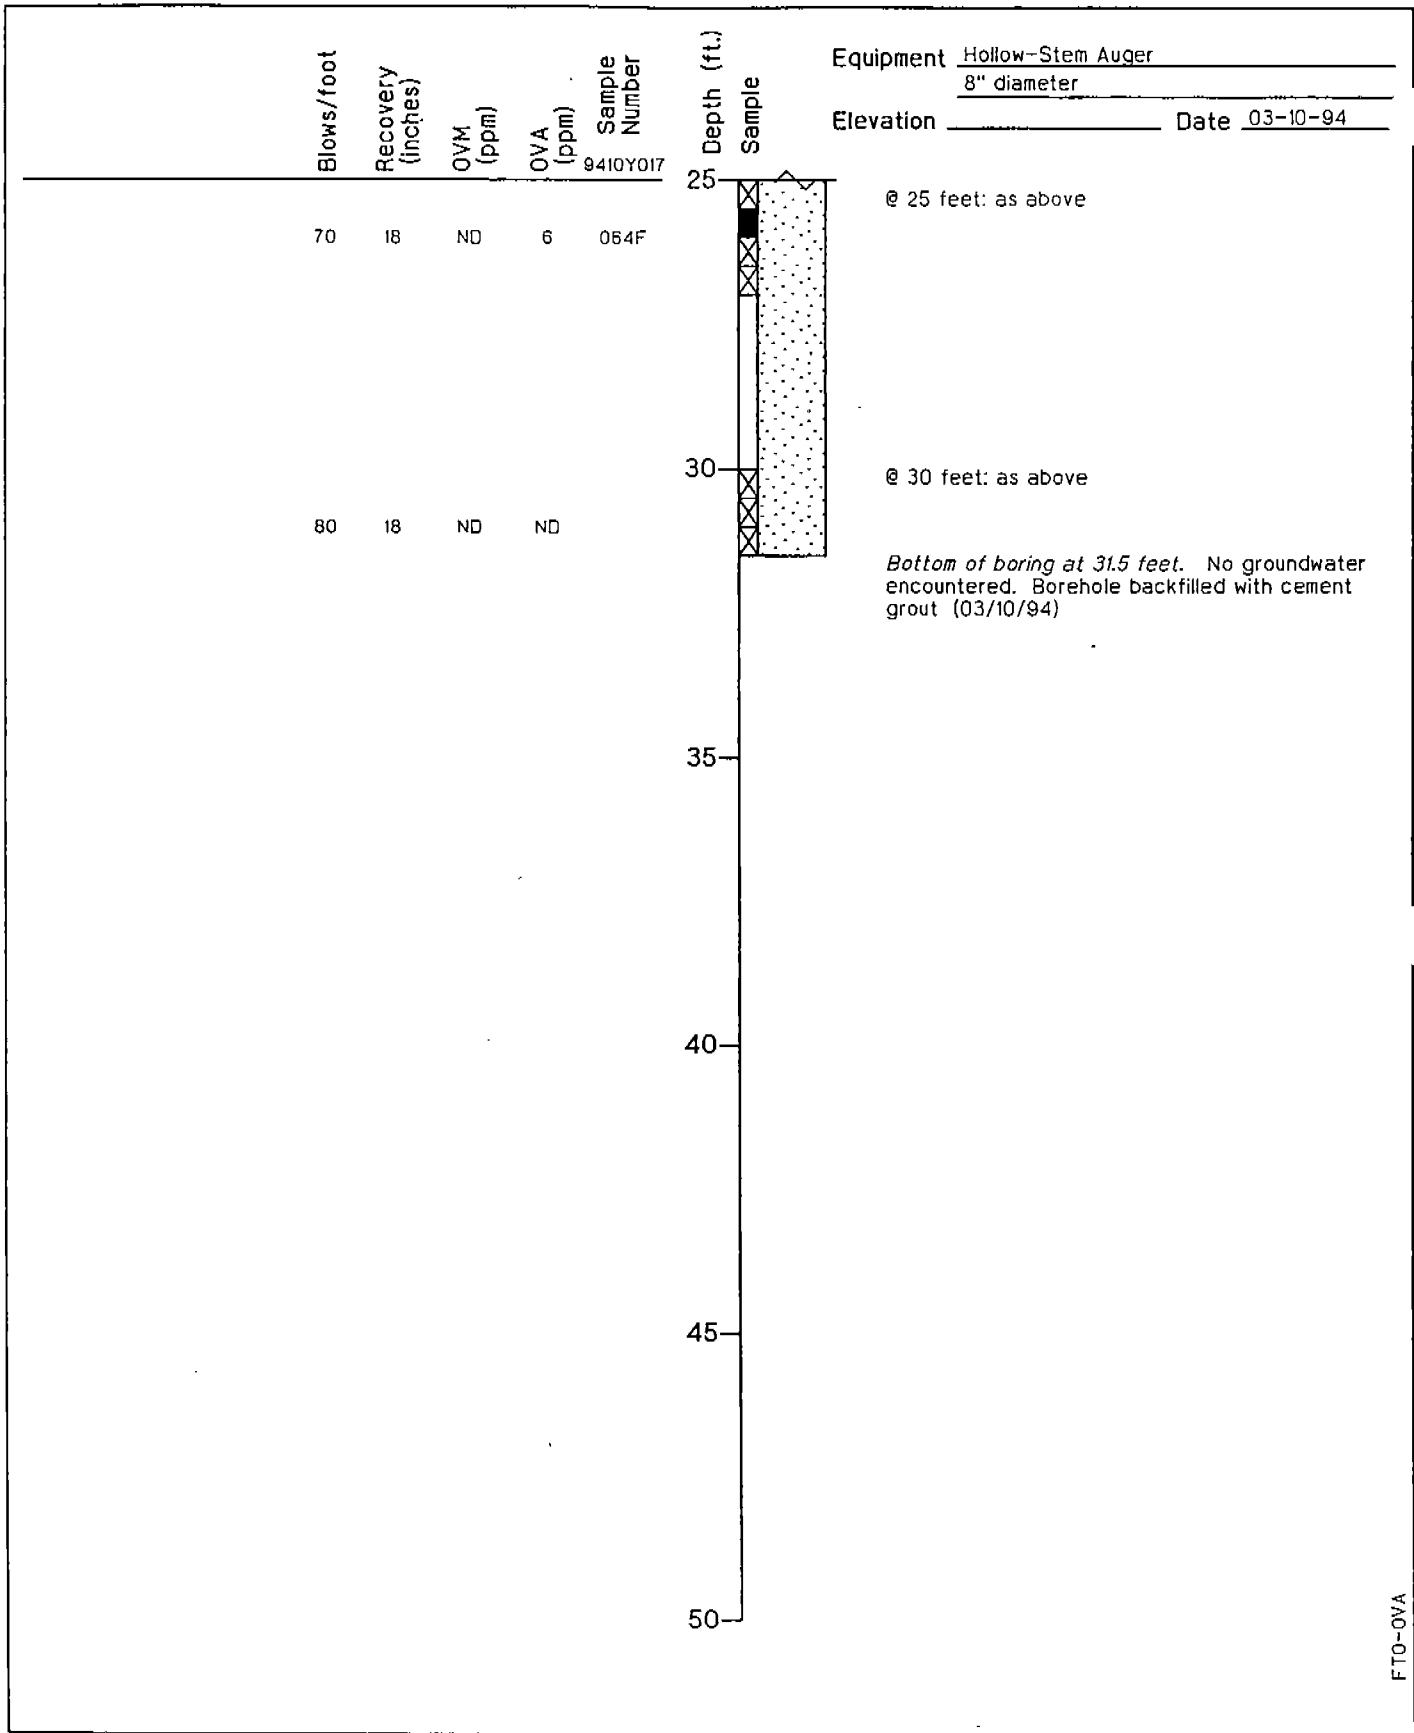 Blows/foot
Recovery
(inches)
OVM
(ppm)
OVA
(ppm)
Sample
Number
9410Y017
Depth (ft.)
Sample
Equipment Hollow-Stem Auger
8" diameter
Elevation Date 03-10-94
25
@ 25 feet: as above
70 18 ND 6 064F
30
@ 30 feet: as above
80 18 ND ND
Bottom of boring at 31.5 feet. No groundwater
encountered. Borehole backfilled with cement
grout (03/10/94)
35
40
45
50
FTO-OVA